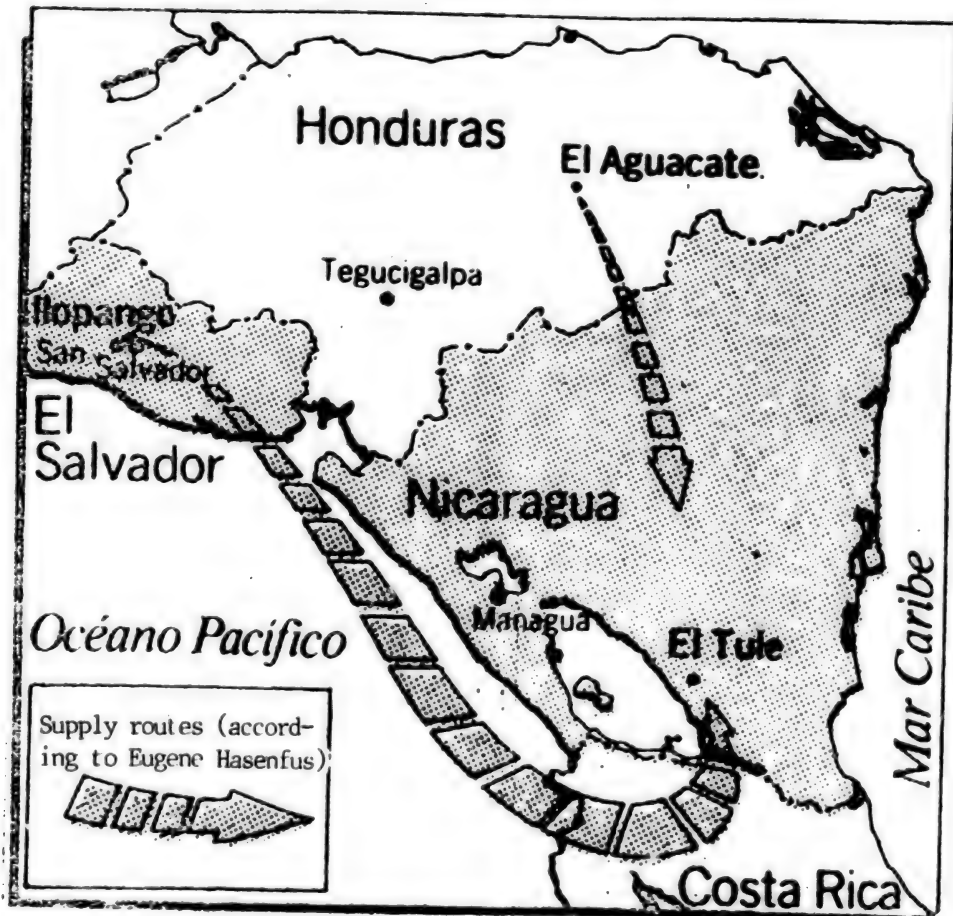 Honduras
El Aguacate
Tegucigalpa
Ilopango
San Salvador
El
Salvador
Nicaragua
Managua
El Tule
Océano Pacífico
Mar Caribe
Supply routes (accord-
ing to Eugene Hasenfus)
Costa Rica